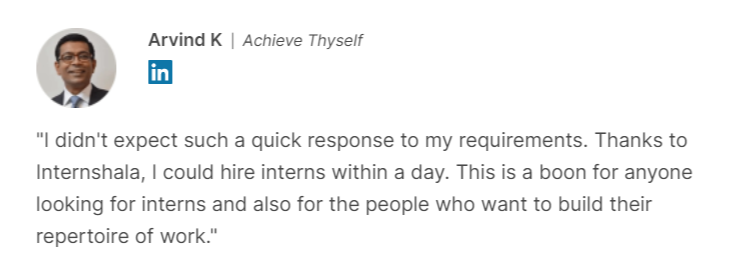 Arvind K | Achieve Thyself
in
"I didn't expect such a quick response to my requirements. Thanks to
Internshala, I could hire interns within a day. This is a boon for anyone
looking for interns and also for the people who want to build their
repertoire of work."